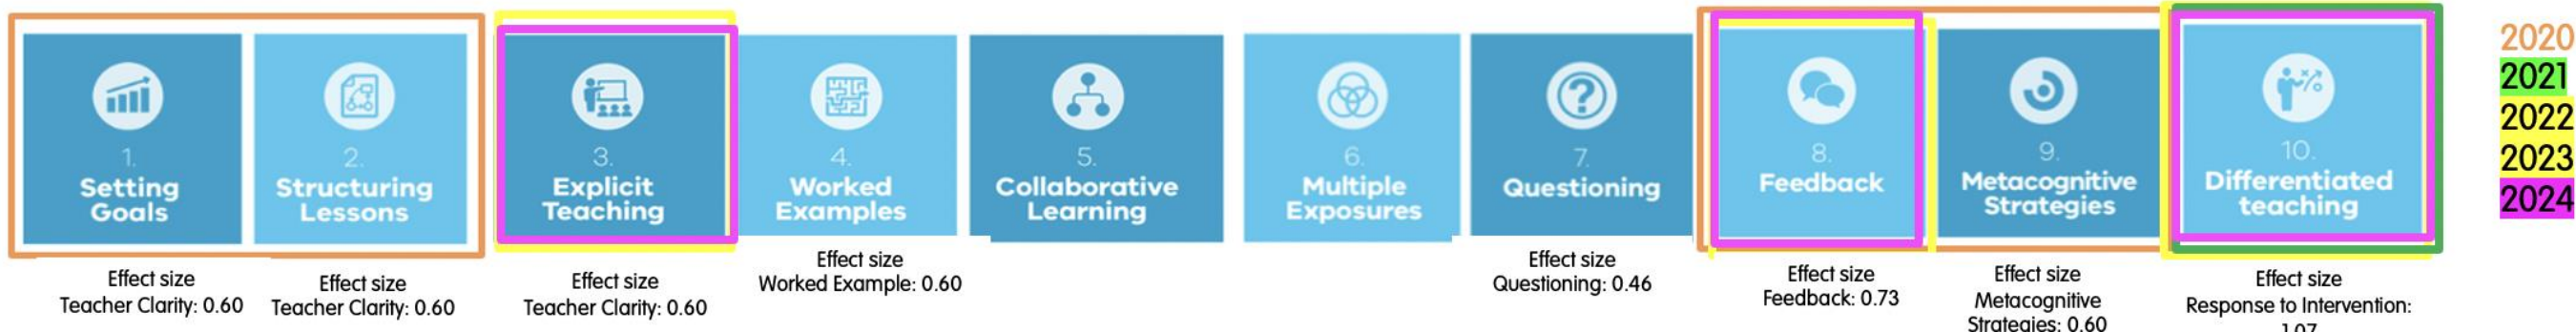 1.
Setting
Goals
2.
Structuring
Lessons
3.
Explicit
Teaching
4.
Worked
Examples
5.
Collaborative
Learning
6.
Multiple
Exposures
7.
Questioning
8.
Feedback
9.
Metacognitive
Strategies
10.
Differentiated
teaching
2020
2021
2022
2023
2024
Effect size
Teacher Clarity: 0.60
Effect size
Teacher Clarity: 0.60
Effect size
Teacher Clarity: 0.60
Effect size
Worked Example: 0.60
Effect size
Questioning: 0.46
Effect size
Feedback: 0.73
Effect size
Metacognitive
Strategies: 0.60
Effect size
Response to Intervention:
1.07